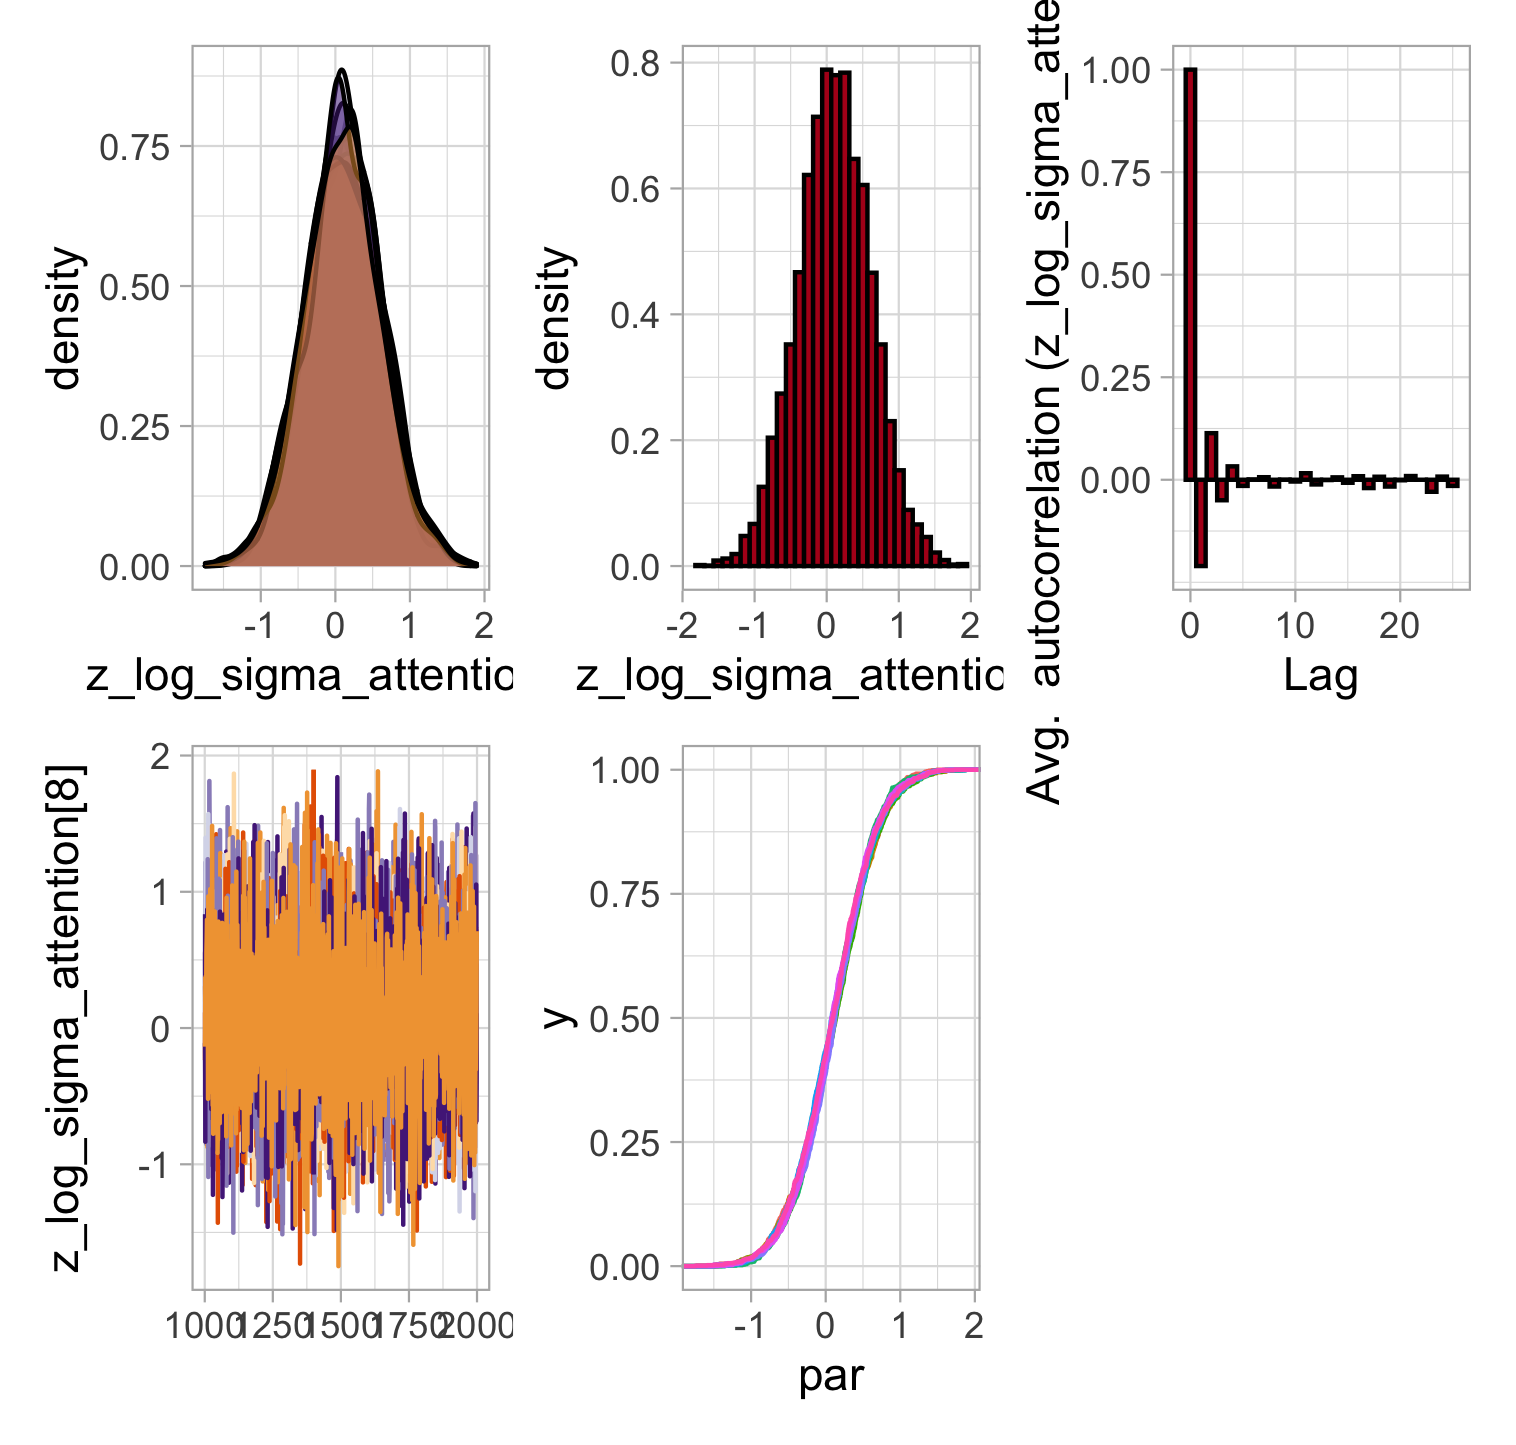 density
0.75
0.50
0.25
0.00
-1 0 1 2
z_log_sigma_attentio
density
0.8
0.6
0.4
0.2
0.0
-2 -1 0 1 2
z_log_sigma_attentio
Avg. autocorrelation (z_log_sigma_atte
1.00
0.75
0.50
0.25
0.00
0 10 20
Lag
z_log_sigma_attention[8]
2
1
0
-1
1000 1250 1500 1750 2000
y
1.00
0.75
0.50
0.25
0.00
-1 0 1 2
par